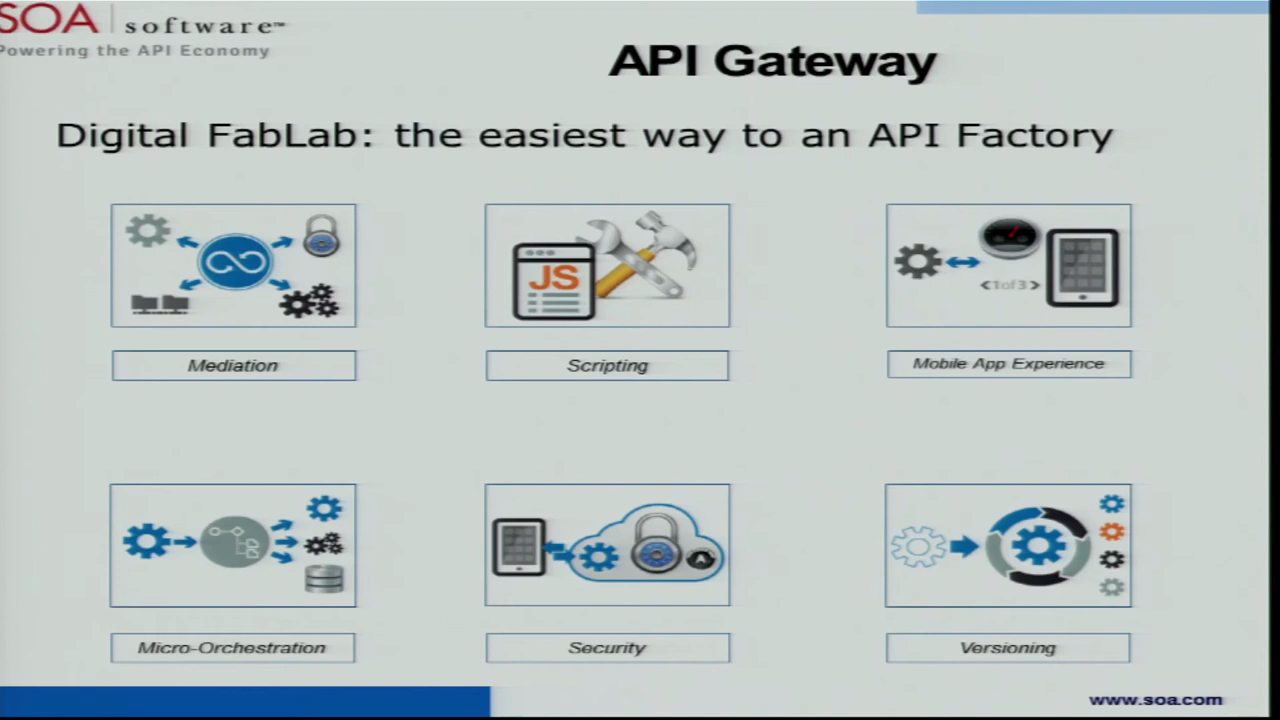 SOA software™
Powering the API Economy
API Gateway
Digital FabLab: the easiest way to an API Factory
JS
<1of3>
Mediation
Scripting
Mobile App Experience
Micro-Orchestration
Security
Versioning
www.soa.com